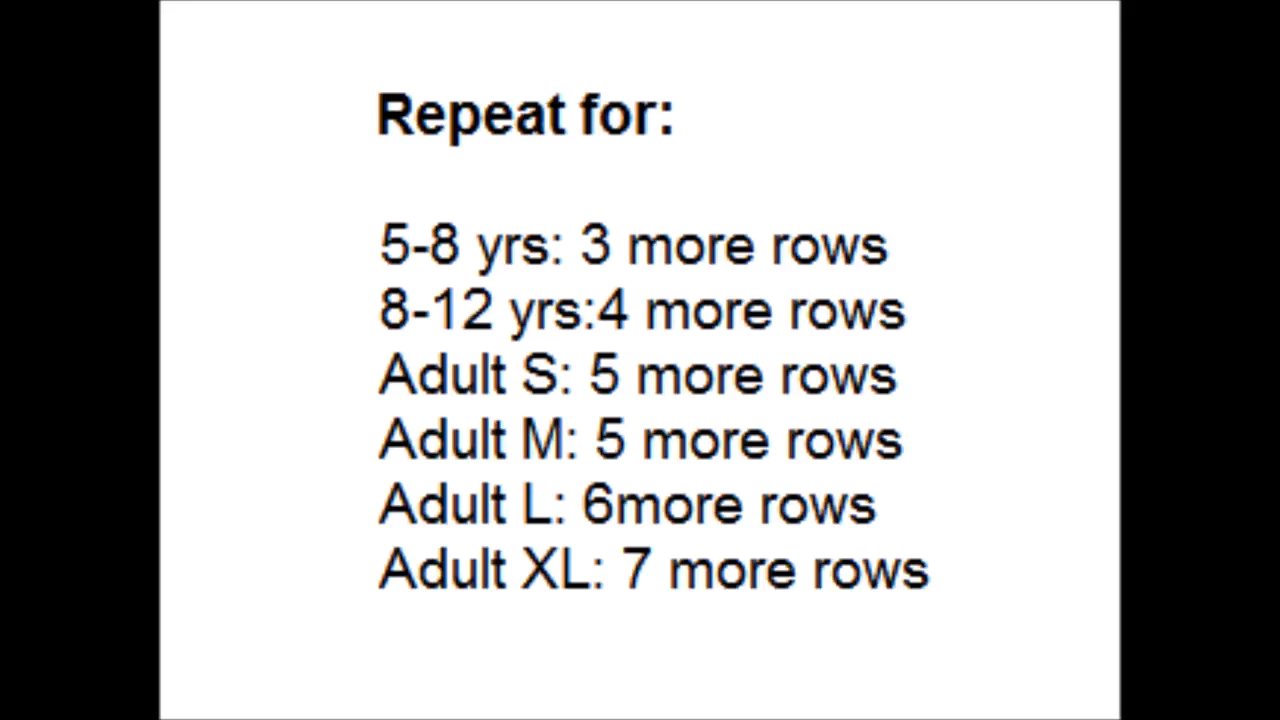 Repeat for:
5-8 yrs: 3 more rows
8-12 yrs:4 more rows
Adult S: 5 more rows
Adult M: 5 more rows
Adult L: 6more rows
Adult XL: 7 more rows